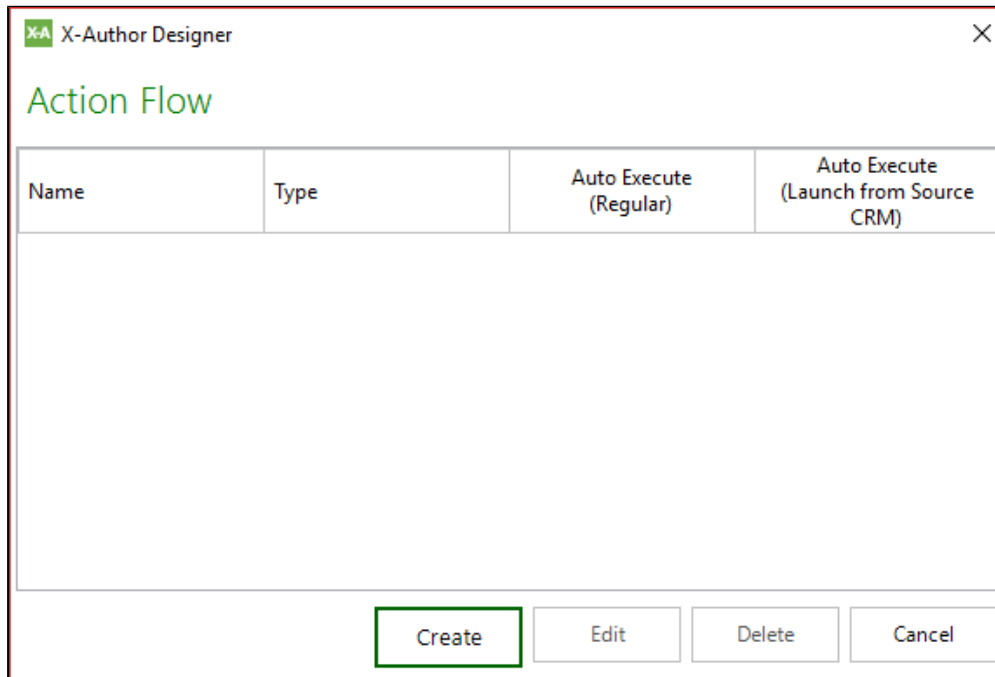 X-A X-Author Designer
Action Flow
Name
Type
Auto Execute
(Regular)
Auto Execute
(Launch from Source
CRM)
Create
Edit
Delete
Cancel